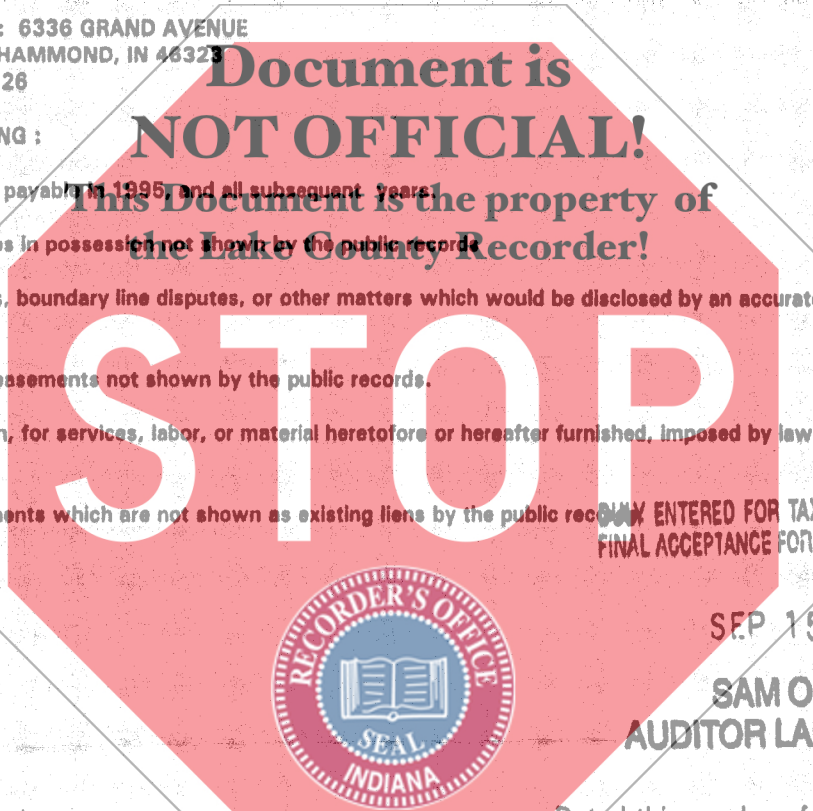 : 6336 GRAND AVENUE
HAMMOND, IN 46323
26
Document is
NG :
NOT OFFICIAL!
payable in 1995, and all subsequent years.
This Document is the property of
s in possession not shown by the public records
the Lake County Recorder!
, boundary line disputes, or other matters which would be disclosed by an accurat
STOP
easements not shown by the public records.
n, for services, labor, or material heretofore or hereafter furnished, imposed by law
ents which are not shown as existing liens by the public
ENTERED FOR TAX
FINAL ACCEPTANCE FOR
SEP 15
SAM O
AUDITOR LA
RECORDER'S OFFICE
SEAL
INDIANA